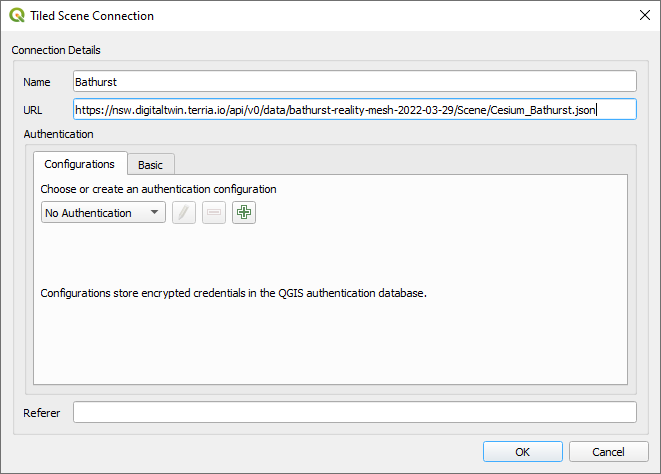 Tiled Scene Connection
Connection Details
Name Bathurst
URL https://nsw.digitaltwin.terria.io/api/v0/data/bathurst-reality-mesh-2022-03-29/Scene/Cesium_Bathurst.json
Authentication
Configurations Basic
Choose or create an authentication configuration
No Authentication
Configurations store encrypted credentials in the QGIS authentication database.
Referer
OK Cancel